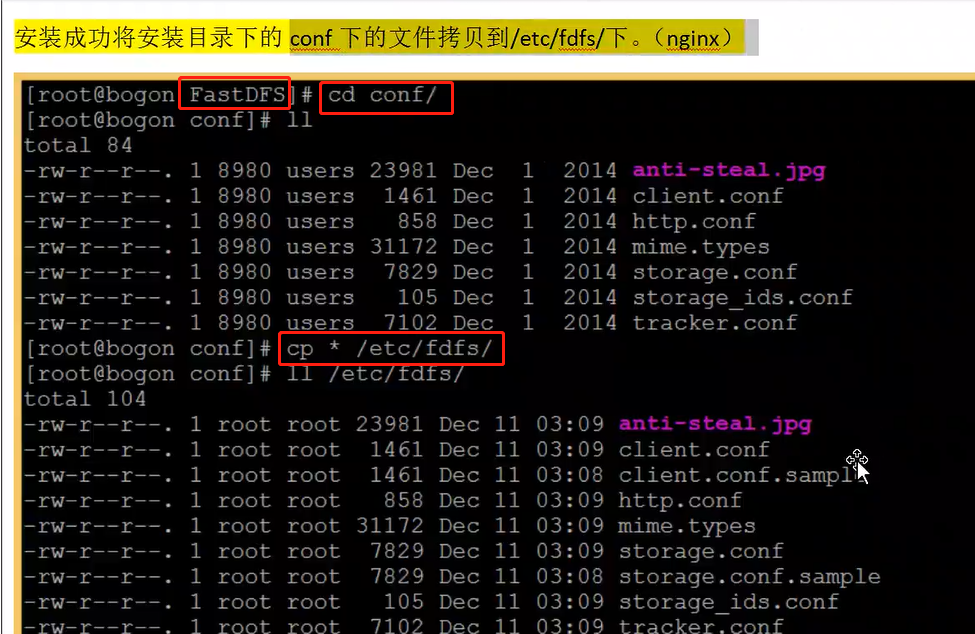 安装成功将安装目录下的 conf 下的文件拷贝到/etc/fdfs/下。（nginx）
[root@bogon FastDFS]# cd conf/
[root@bogon conf]# ll
total 84
-rw-r--r--. 1 8980 users 23981 Dec  1  2014 anti-steal.jpg
-rw-r--r--. 1 8980 users  1461 Dec  1  2014 client.conf
-rw-r--r--. 1 8980 users   858 Dec  1  2014 http.conf
-rw-r--r--. 1 8980 users 31172 Dec  1  2014 mime.types
-rw-r--r--. 1 8980 users  7829 Dec  1  2014 storage.conf
-rw-r--r--. 1 8980 users   105 Dec  1  2014 storage_ids.conf
-rw-r--r--. 1 8980 users  7102 Dec  1  2014 tracker.conf
[root@bogon conf]# cp * /etc/fdfs/
[root@bogon conf]# ll /etc/fdfs/
total 104
-rw-r--r--. 1 root root 23981 Dec 11 03:09 anti-steal.jpg
-rw-r--r--. 1 root root  1461 Dec 11 03:09 client.conf
-rw-r--r--. 1 root root  1461 Dec 11 03:08 client.conf.sample
-rw-r--r--. 1 root root   858 Dec 11 03:09 http.conf
-rw-r--r--. 1 root root 31172 Dec 11 03:09 mime.types
-rw-r--r--. 1 root root  7829 Dec 11 03:09 storage.conf
-rw-r--r--. 1 root root  7829 Dec 11 03:08 storage.conf.sample
-rw-r--r--. 1 root root   105 Dec 11 03:09 storage_ids.conf
-rw-r--r--. 1 root root  7102 Dec 11 03:09 tracker.conf